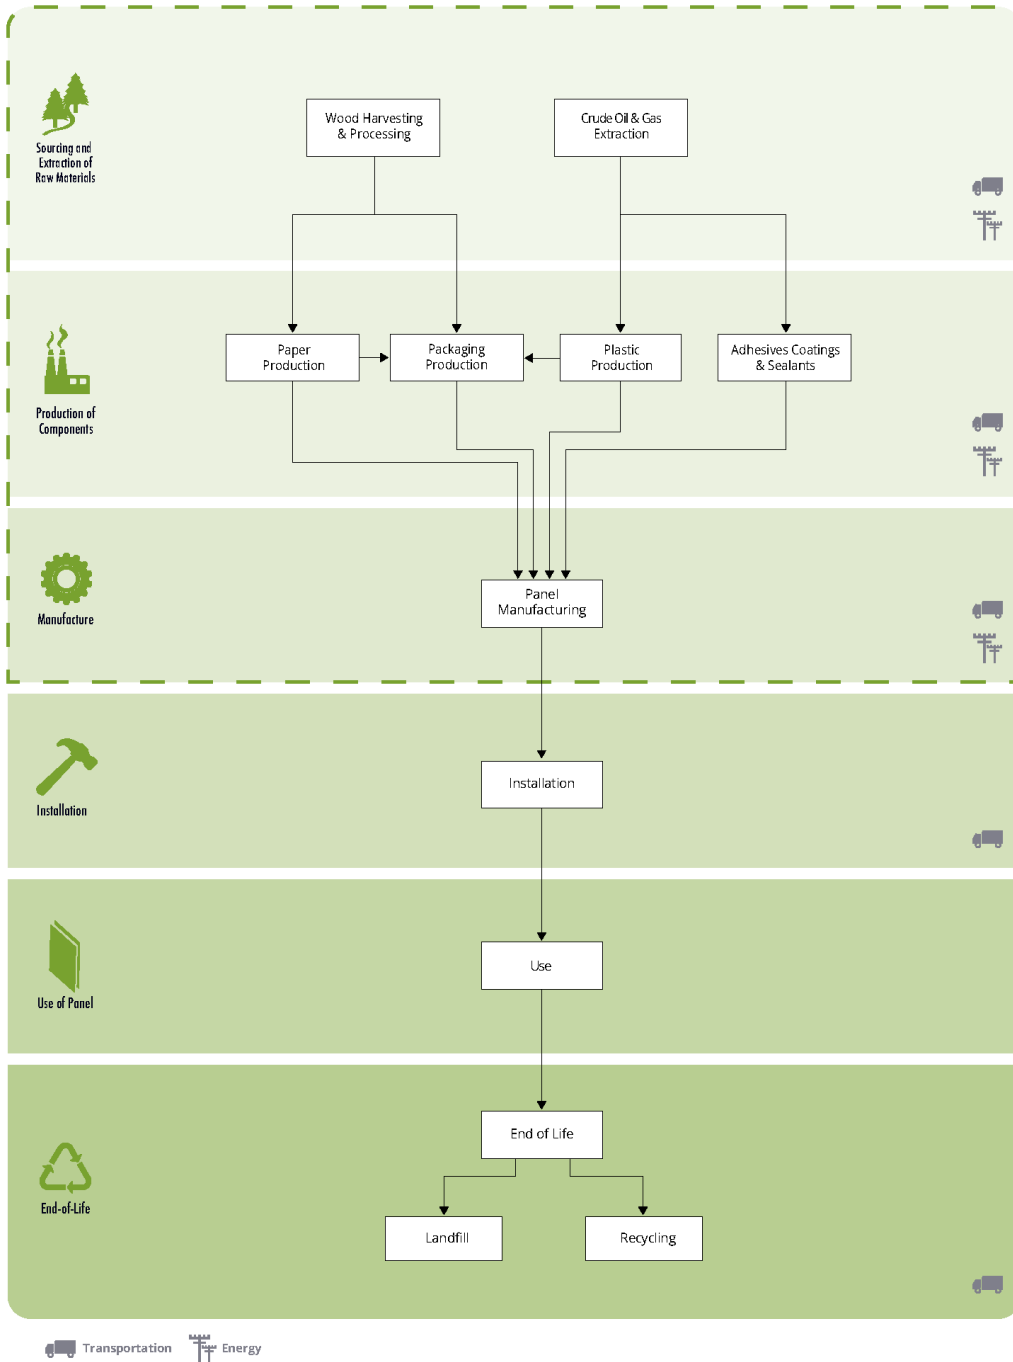 Wood Harvesting
& Processing
Crude Oil & Gas
Extraction
Sourcing and
Extraction of
Raw Materials
Paper
Production
Packaging
Production
Plastic
Production
Adhesives Coatings
& Sealants
Production of
Components
Panel
Manufacturing
Manufacture
Installation
Installation
Use
Use of Panel
End of Life
End-of-Life
Landfill
Recycling
Transportation
Energy